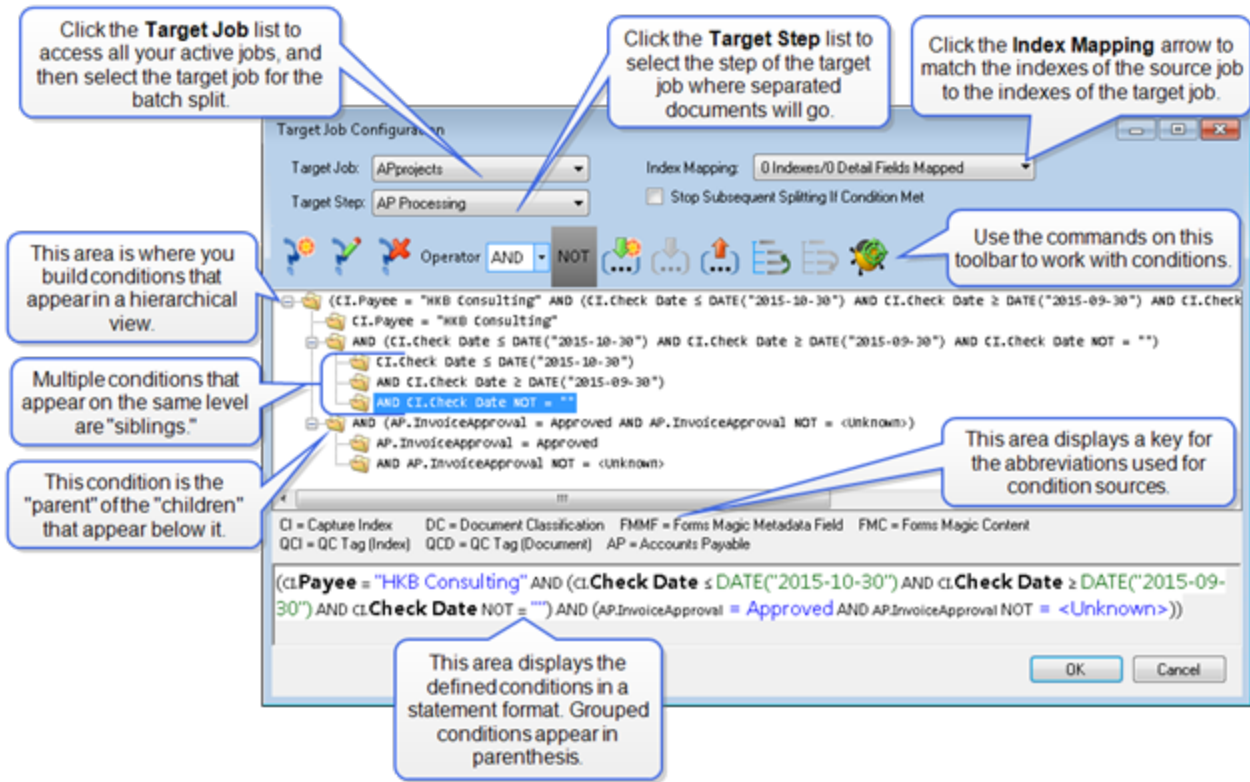 Click the Target Job list to
access all your active jobs, and
then select the target job for the
batch split.
Click the Target Step list to
select the step of the target
job where separated
documents will go.
Click the Index Mapping arrow to
match the indexes of the source job
to the indexes of the target job.
Target Job Configuration
Target Job: APprojects
Index Mapping: 0 Indexes/0 Detail Fields Mapped
Target Step: AP Processing
Stop Subsequent Splitting If Condition Met
Operator AND NOT (...) (...) (...)
Use the commands on this
toolbar to work with conditions.
This area is where you
build conditions that
appear in a hierarchical
view.
(CI.Payee = "HKB Consulting" AND (CI.Check Date ≤ DATE("2015-10-30") AND CI.Check Date ≥ DATE("2015-09-30") AND CI.Check
CI.Payee = "HKB Consulting"
AND (CI.Check Date ≤ DATE("2015-10-30") AND CI.Check Date ≥ DATE("2015-09-30") AND CI.Check Date NOT = "")
CI.Check Date ≤ DATE("2015-10-30")
AND CI.Check Date ≥ DATE("2015-09-30")
AND CI.Check Date NOT = ""
AND (AP.InvoiceApproval = Approved AND AP.InvoiceApproval NOT = <Unknown>)
AP.InvoiceApproval = Approved
AND AP.InvoiceApproval NOT = <Unknown>
Multiple conditions that
appear on the same level
are "siblings."
This condition is the
"parent" of the "children"
that appear below it.
This area displays a key for
the abbreviations used for
condition sources.
CI = Capture Index DC = Document Classification FMMF = Forms Magic Metadata Field FMC = Forms Magic Content
QCI = QC Tag (Index) QCD = QC Tag (Document) AP = Accounts Payable
(CI.Payee = "HKB Consulting" AND (CI.Check Date ≤ DATE("2015-10-30") AND CI.Check Date ≥ DATE("2015-09-
30") AND CI.Check Date NOT = "") AND (AP.InvoiceApproval = Approved AND AP.InvoiceApproval NOT = <Unknown>))
This area displays the
defined conditions in a
statement format. Grouped
conditions appear in
parenthesis.
OK Cancel